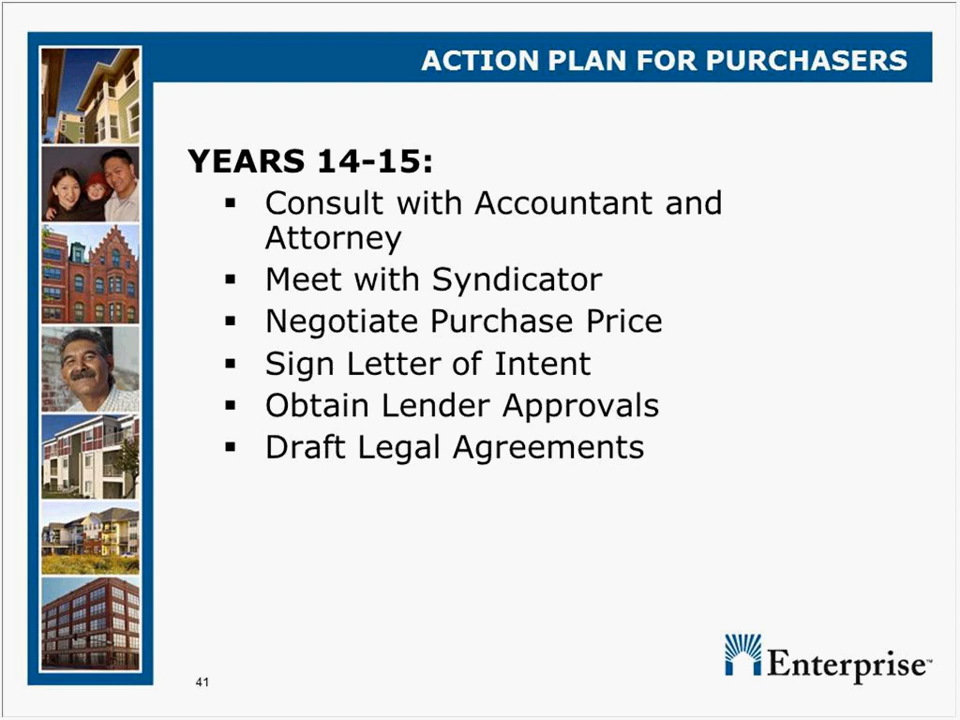 ACTION PLAN FOR PURCHASERS
YEARS 14-15:
▪ Consult with Accountant and
Attorney
▪ Meet with Syndicator
▪ Negotiate Purchase Price
▪ Sign Letter of Intent
▪ Obtain Lender Approvals
▪ Draft Legal Agreements
Enterprise™
41